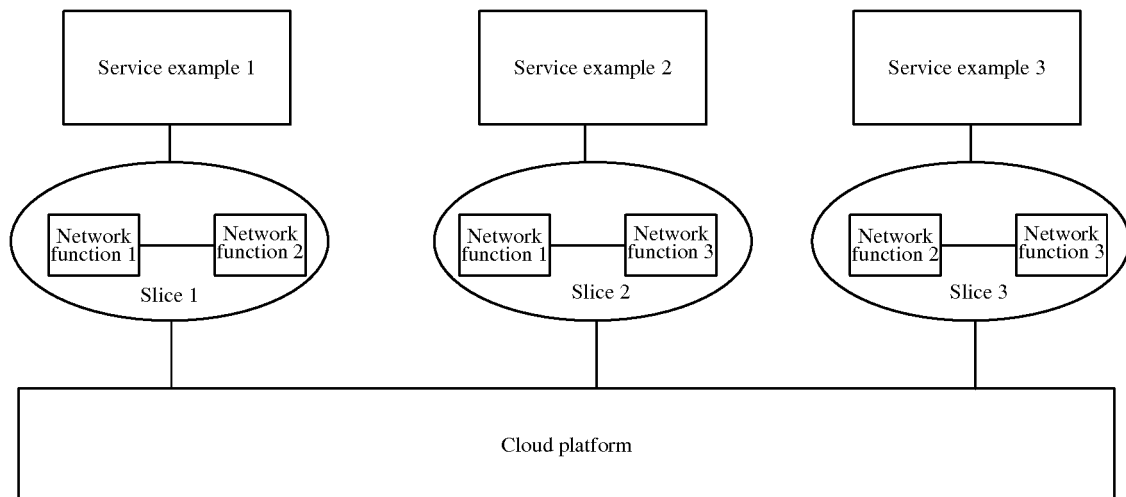 Service example 1
Service example 2
Service example 3
Network
function 1
Network
function 2
Slice 1
Network
function 1
Network
function 3
Slice 2
Network
function 2
Network
function 3
Slice 3
Cloud platform